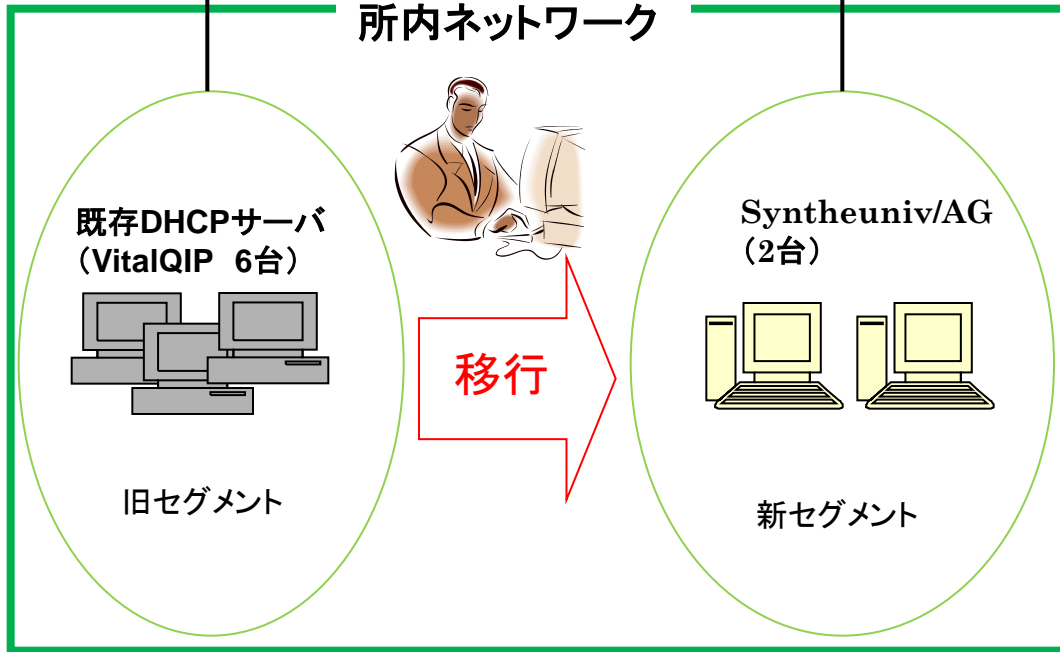 所内ネットワーク
既存DHCPサーバ
(VitalQIP 6台)
旧セグメント
移行
Syntheuniv/AG
(2台)
新セグメント